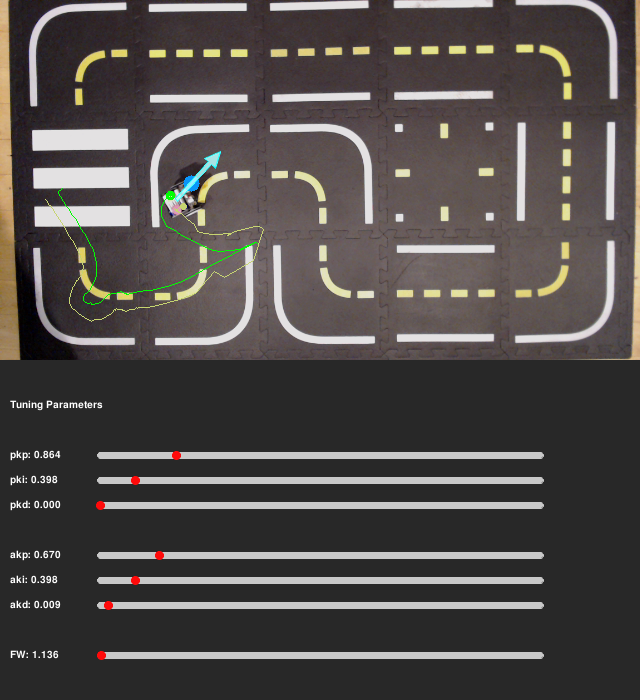 Tuning Parameters
pkp: 0.864
pki: 0.398
pkd: 0.000
akp: 0.670
aki: 0.398
akd: 0.009
FW: 1.136